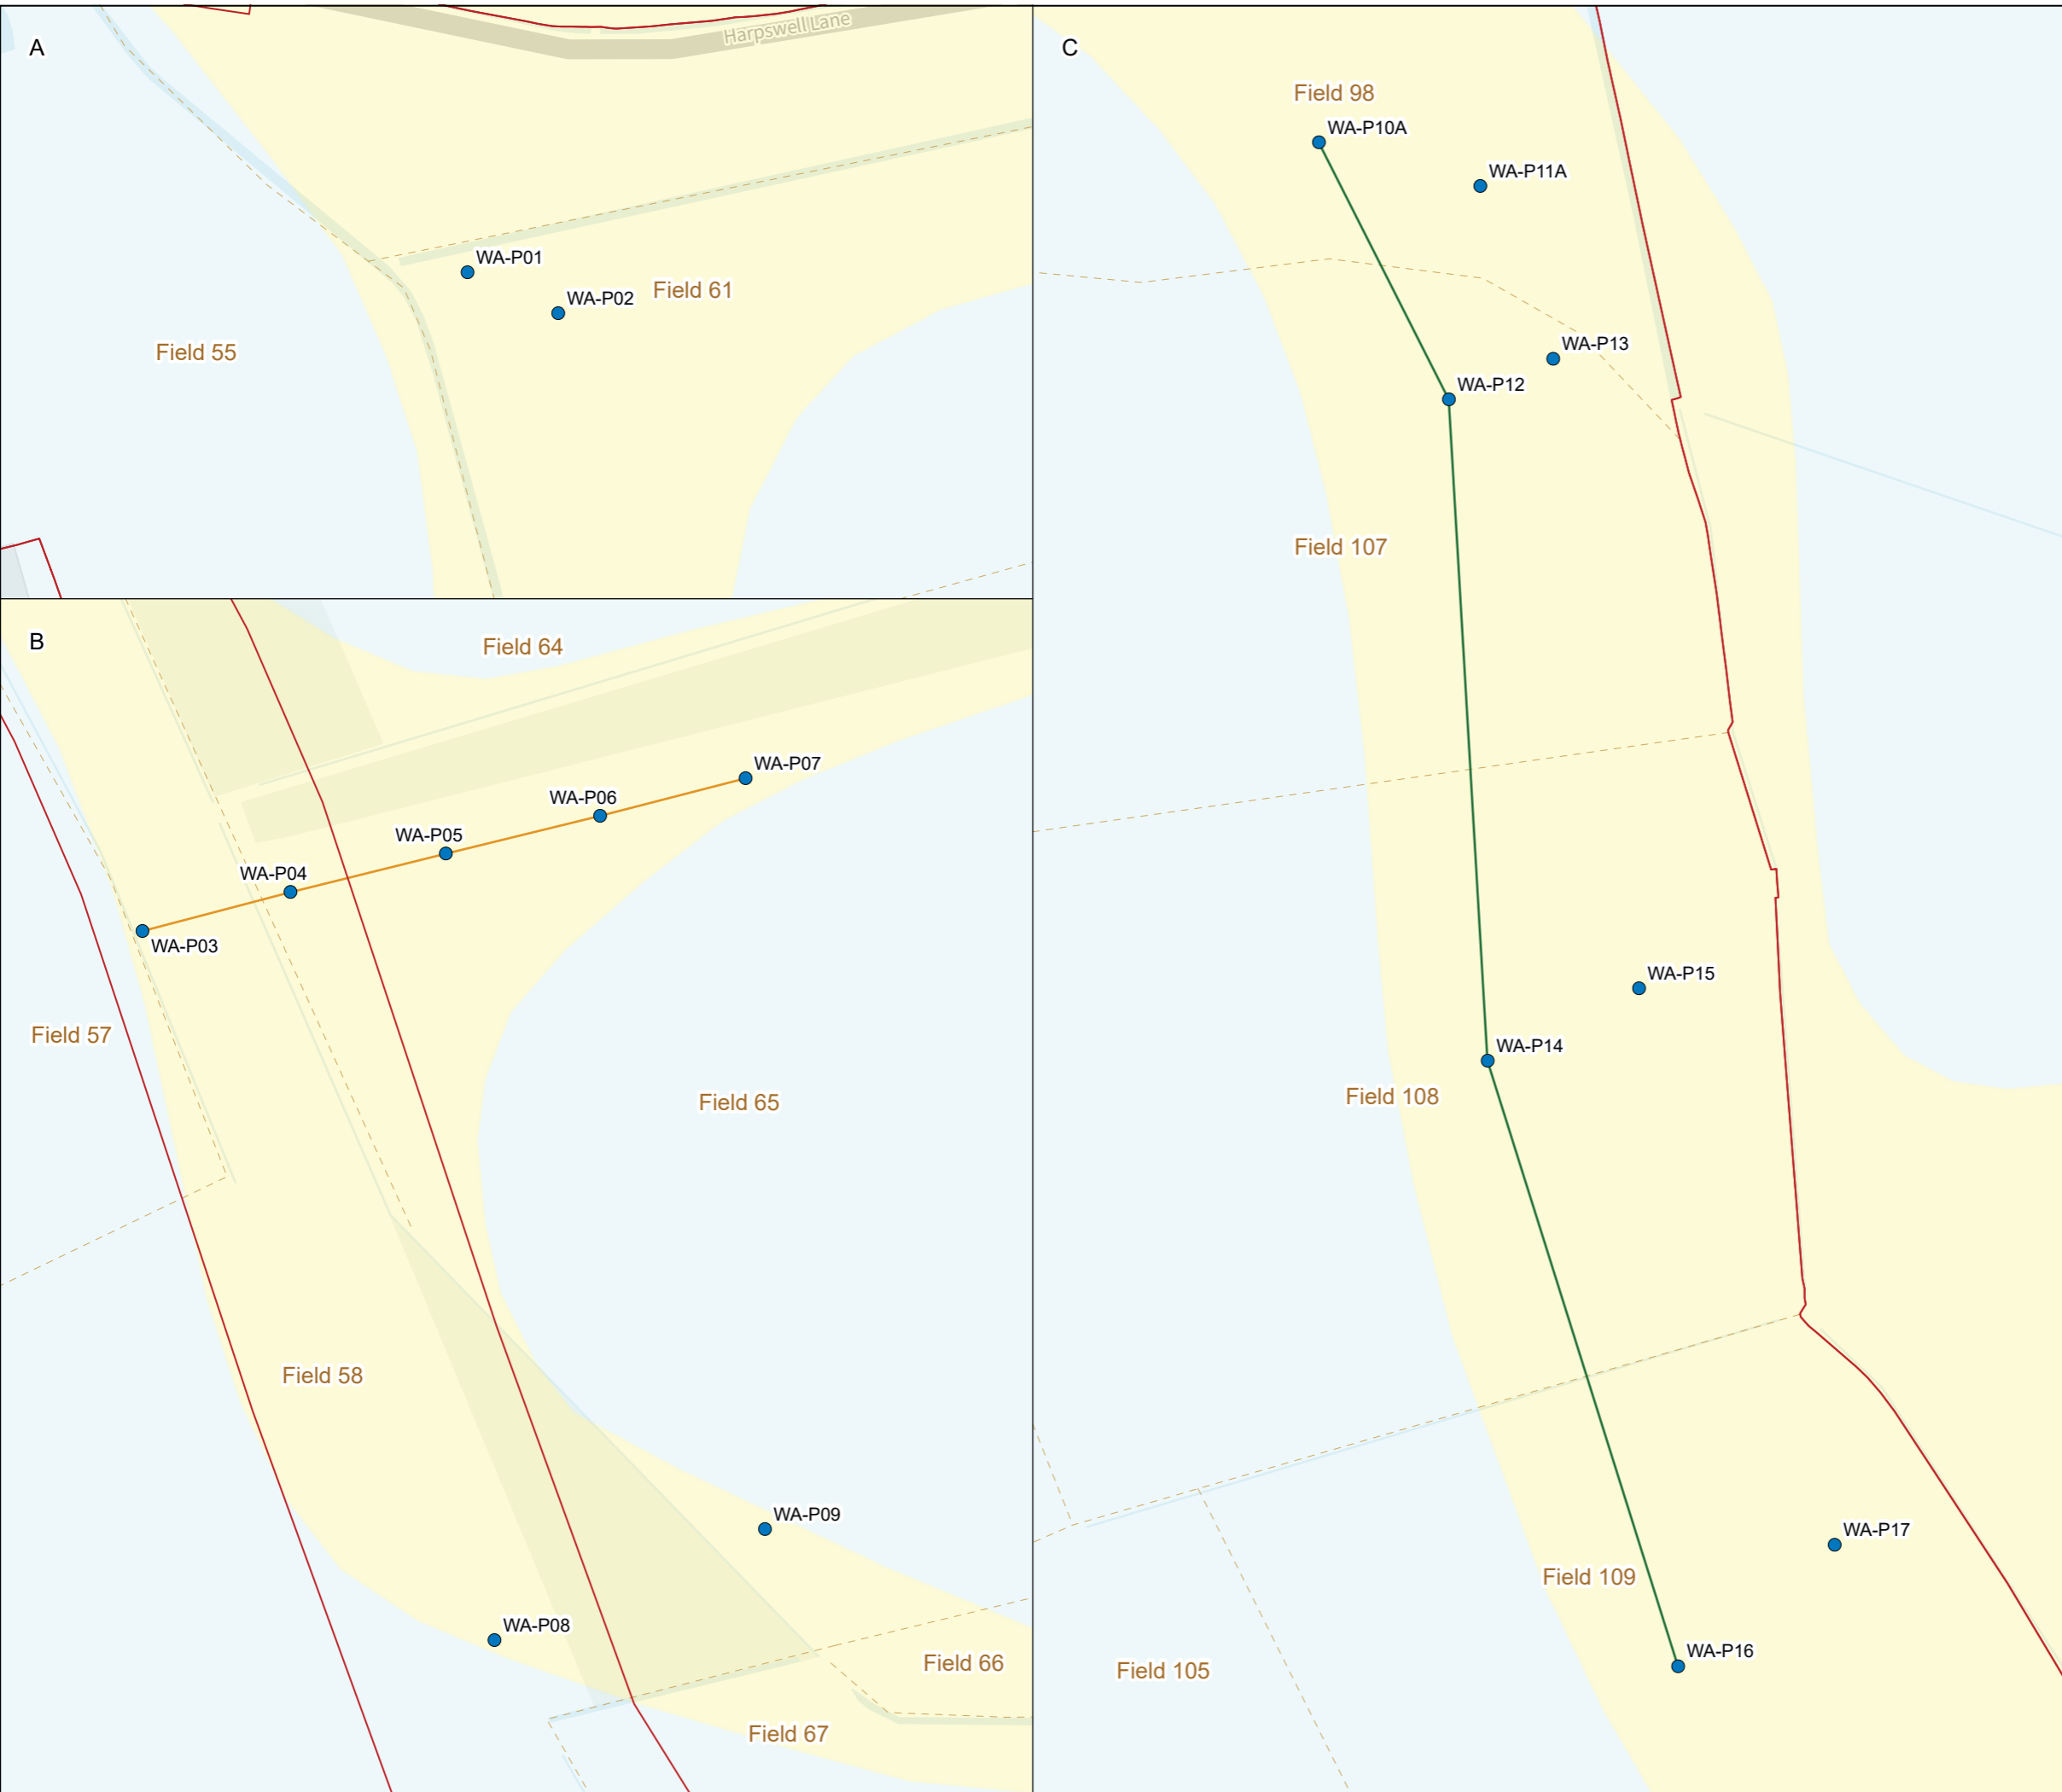 A
Harpswell Lane
WA-P01
WA-P02
Field 61
Field 55
B
Field 64
WA-P07
WA-P06
WA-P05
WA-P04
WA-P03
Field 57
Field 65
Field 58
WA-P09
WA-P08
Field 66
Field 67
C
Field 98
WA-P10A
WA-P11A
WA-P13
WA-P12
Field 107
WA-P15
WA-P14
Field 108
WA-P17
Field 109
WA-P16
Field 105